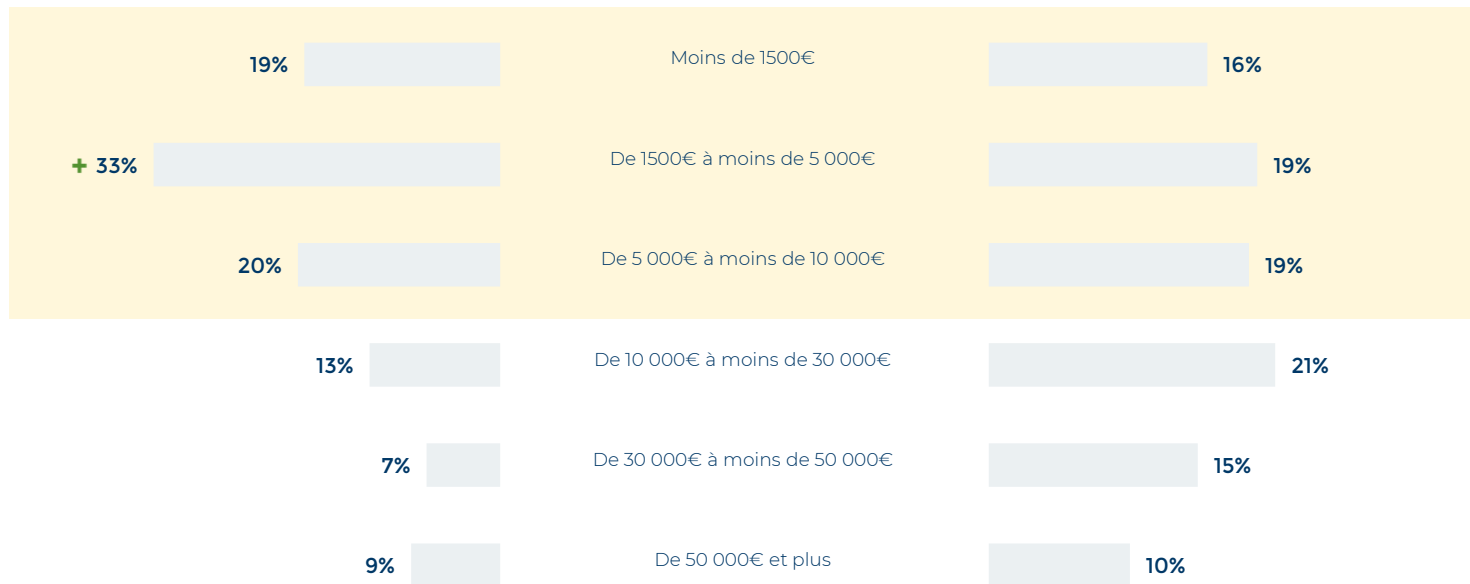 19% Moins de 1500€ 16%
+ 33% De 1500€ à moins de 5 000€ 19%
20% De 5 000€ à moins de 10 000€ 19%
13% De 10 000€ à moins de 30 000€ 21%
7% De 30 000€ à moins de 50 000€ 15%
9% De 50 000€ et plus 10%